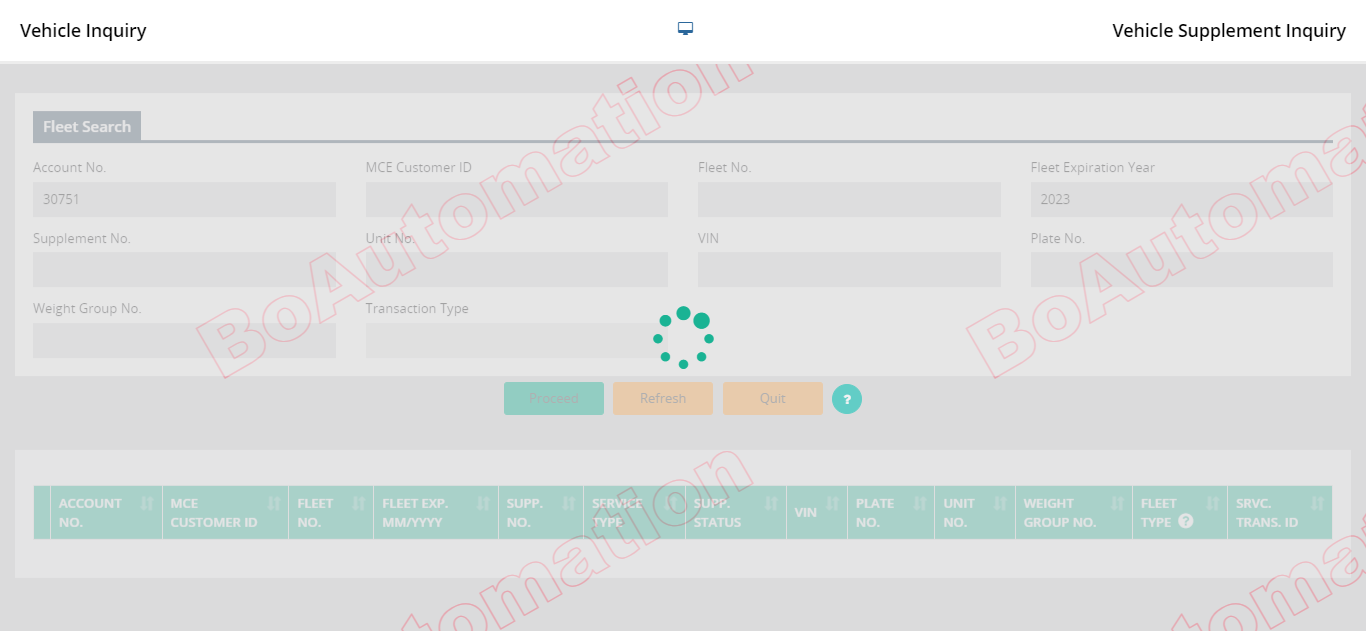 Vehicle Inquiry
Vehicle Supplement Inquiry
Fleet Search
Account No.
MCE Customer ID
Fleet No.
Fleet Expiration Year
30751
2023
Supplement No.
Unit No.
VIN
Plate No.
Weight Group No.
Transaction Type
Proceed
Refresh
Quit
?
ACCOUNT NO.
MCE CUSTOMER ID
FLEET NO.
FLEET EXP. MM/YYYY
SUPP. NO.
SERVICE TYPE
SUPP. STATUS
VIN
PLATE NO.
UNIT NO.
WEIGHT GROUP NO.
FLEET TYPE ?
SRVC. TRANS. ID
BoAutomation
BoAutomation
tomation
tom